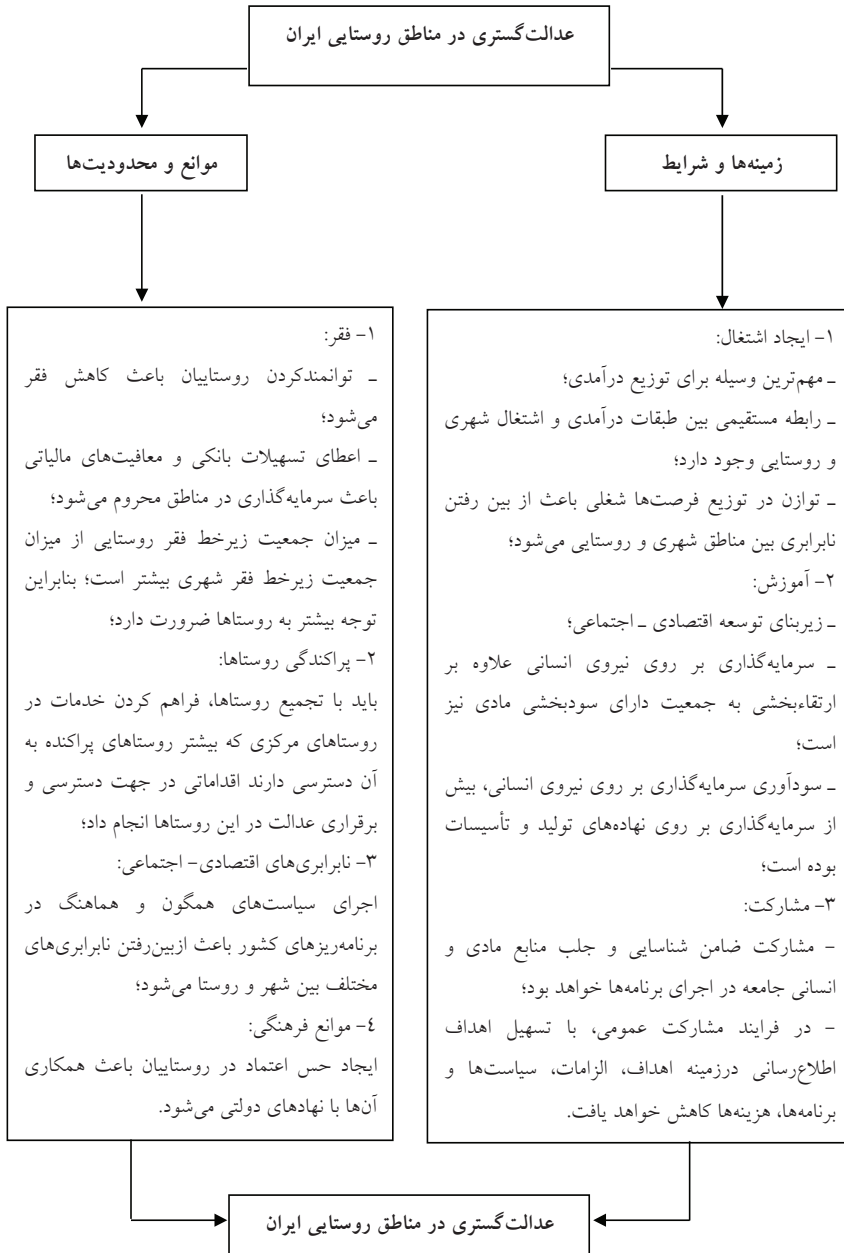 عدالت‌گستری در مناطق روستایی ایران
زمینه‌ها و شرایط
موانع و محدودیت‌ها
۱- ایجاد اشتغال:
ـ مهم‌ترین وسیله برای توزیع درآمدی؛
ـ رابطه مستقیمی بین طبقات درآمدی و اشتغال شهری
و روستایی وجود دارد؛
ـ توازن در توزیع فرصت‌ها شغلی باعث از بین رفتن
نابرابری بین مناطق شهری و روستایی می‌شود؛
۲- آموزش:
ـ زیربنای توسعه اقتصادی ـ اجتماعی؛
ـ سرمایه‌گذاری بر روی نیروی انسانی علاوه بر
ارتقاءبخشی به جمعیت دارای سودبخشی مادی نیز
است؛
ـ سودآوری سرمایه‌گذاری بر روی نیروی انسانی، بیش
از سرمایه‌گذاری بر روی نهاده‌های تولید و تأسیسات
بوده است؛
۳- مشارکت:
- مشارکت ضامن شناسایی و جلب منابع مادی و
انسانی جامعه در اجرای برنامه‌ها خواهد بود؛
- در فرایند مشارکت عمومی، با تسهیل اهداف
اطلاع‌رسانی درزمینه اهداف، الزامات، سیاست‌ها و
برنامه‌ها، هزینه‌ها کاهش خواهد یافت.
۱- فقر:
ـ توانمندکردن روستاییان باعث کاهش فقر
می‌شود؛
ـ اعطای تسهیلات بانکی و معافیت‌های مالیاتی
باعث سرمایه‌گذاری در مناطق محروم می‌شود؛
ـ میزان جمعیت زیرخط فقر روستایی از میزان
جمعیت زیرخط فقر شهری بیشتر است؛ بنابراین
توجه بیشتر به روستاها ضرورت دارد؛
۲- پراکندگی روستاها:
باید با تجمیع روستاها، فراهم کردن خدمات در
روستاهای مرکزی که بیشتر روستاهای پراکنده به
آن دسترسی دارند اقداماتی در جهت دسترسی و
برقراری عدالت در این روستاها انجام داد؛
۳- نابرابری‌های اقتصادی- اجتماعی:
اجرای سیاست‌های همگون و هماهنگ در
برنامه‌ریزهای کشور باعث ازبین‌رفتن نابرابری‌های
مختلف بین شهر و روستا می‌شود؛
٤- موانع فرهنگی:
ایجاد حس اعتماد در روستاییان باعث همکاری
آن‌ها با نهادهای دولتی می‌شود.
عدالت‌گستری در مناطق روستایی ایران